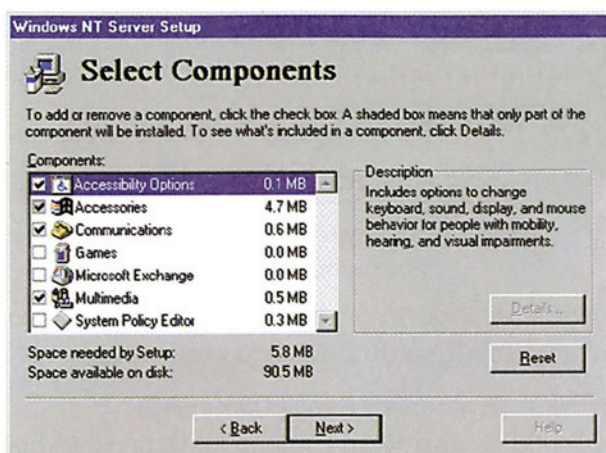 Windows NT Server Setup
Select Components
To add or remove a component, click the check box. A shaded box means that only part of the
component will be installed. To see what's included in a component, click Details.
Components:
Accessibility Options 0.1 MB
Accessories 4.7 MB
Communications 0.6 MB
Games 0.0 MB
Microsoft Exchange 0.0 MB
Multimedia 0.5 MB
System Policy Editor 0.3 MB
Description
Includes options to change
keyboard, sound, display, and mouse
behavior for people with mobility,
hearing, and visual impairments.
Details...
Space needed by Setup: 5.8 MB
Space available on disk: 90.5 MB
Reset
< Back
Next >
Help